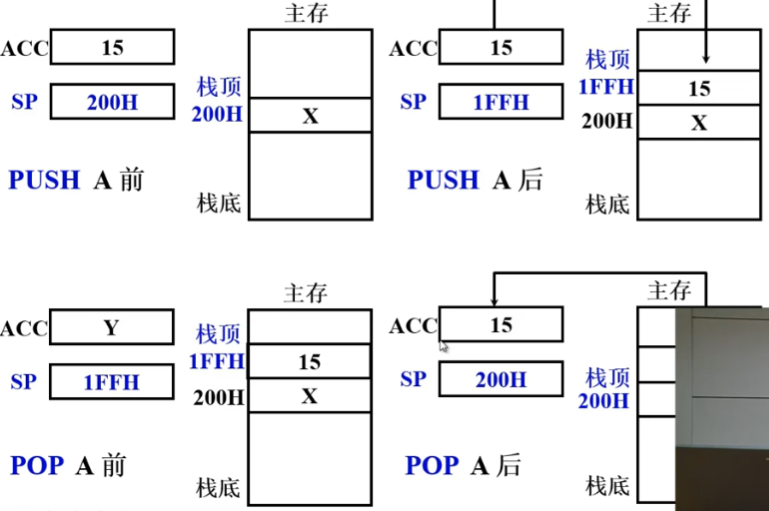 主存
ACC 15
SP 200H
栈顶
200H X
PUSH A 前
栈底
主存
ACC 15
栈顶
SP 1FFH
1FFH 15
200H X
PUSH A 后
栈底
主存
ACC Y
栈顶
SP 1FFH
1FFH 15
200H X
POP A 前
栈底
主存
ACC 15
SP 200H
栈顶
200H
POP A 后
栈底